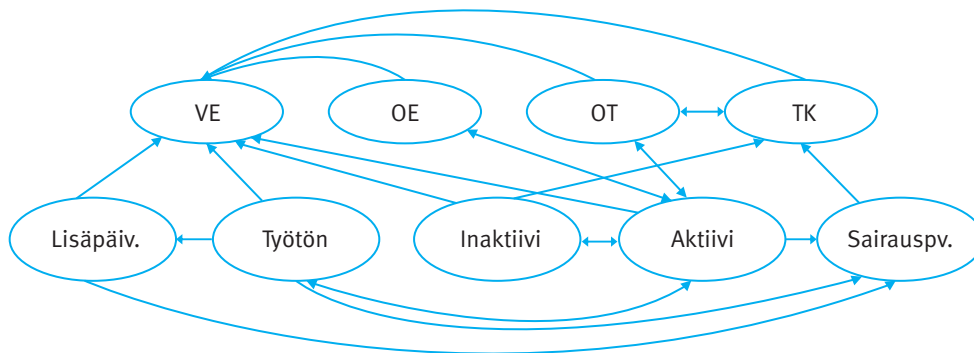 VE
OE
OT
TK
Lisäpäiv.
Työtön
Inaktiivi
Aktiivi
Sairauspv.